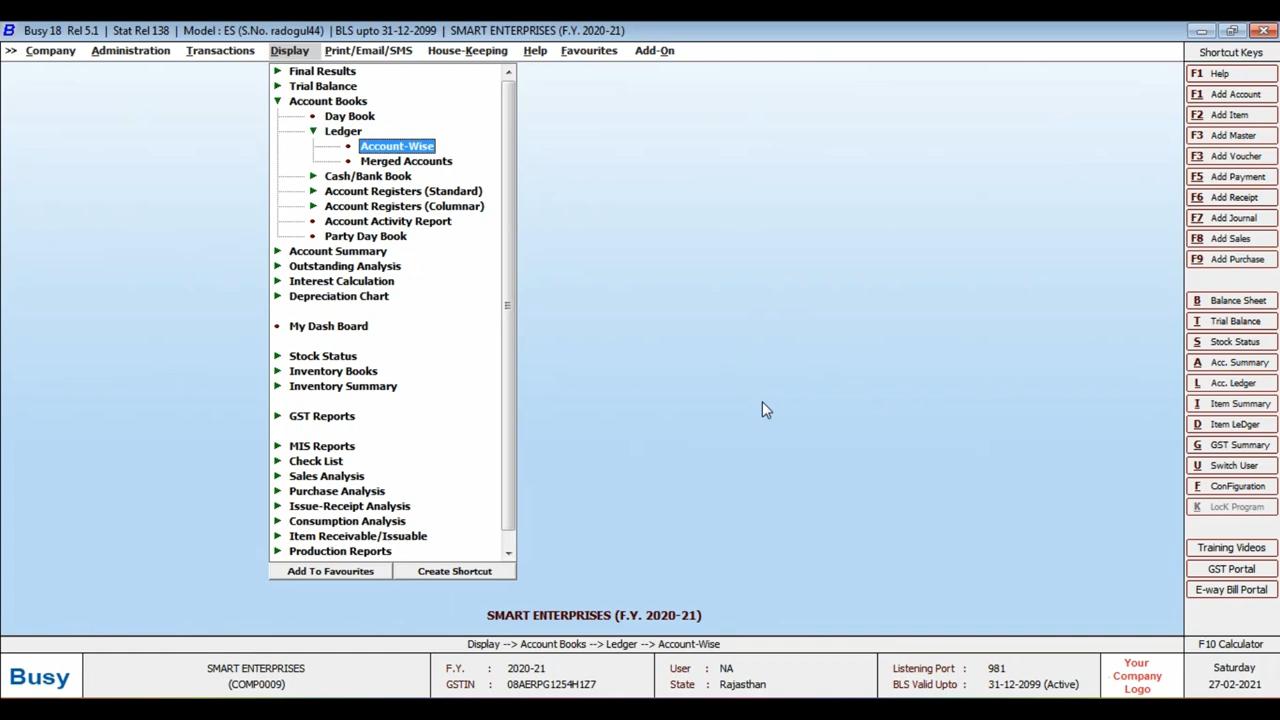 B Busy 18 Rel 5.1 | Stat Rel 138 | Model : ES (S.No. radogul44) | BLS upto 31-12-2099 | SMART ENTERPRISES (F.Y. 2020-21)
>> Company Administration Transactions Display Print/Email/SMS House-Keeping Help Favourites Add-On
Final Results
Trial Balance
Account Books
Day Book
Ledger
Account-Wise
Merged Accounts
Cash/Bank Book
Account Registers (Standard)
Account Registers (Columnar)
Account Activity Report
Party Day Book
Account Summary
Outstanding Analysis
Interest Calculation
Depreciation Chart
My Dash Board
Stock Status
Inventory Books
Inventory Summary
GST Reports
MIS Reports
Check List
Sales Analysis
Purchase Analysis
Issue-Receipt Analysis
Consumption Analysis
Item Receivable/Issuable
Production Reports
Add To Favourites Create Shortcut
Shortcut Keys
F1 Help
F1 Add Account
F2 Add Item
F3 Add Master
F3 Add Voucher
F5 Add Payment
F6 Add Receipt
F7 Add Journal
F8 Add Sales
F9 Add Purchase
B Balance Sheet
T Trial Balance
S Stock Status
A Acc. Summary
L Acc. Ledger
I Item Summary
D Item LeDger
G GST Summary
U Switch User
F ConFiguration
K LocK Program
Training Videos
GST Portal
E-way Bill Portal
SMART ENTERPRISES (F.Y. 2020-21)
Display --> Account Books --> Ledger --> Account-Wise
F10 Calculator
Busy
SMART ENTERPRISES
(COMP0009)
F.Y. : 2020-21
GSTIN : 08AERPG1254H1Z7
User : NA
State : Rajasthan
Listening Port : 981
BLS Valid Upto : 31-12-2099 (Active)
Your
Company
Logo
Saturday
27-02-2021